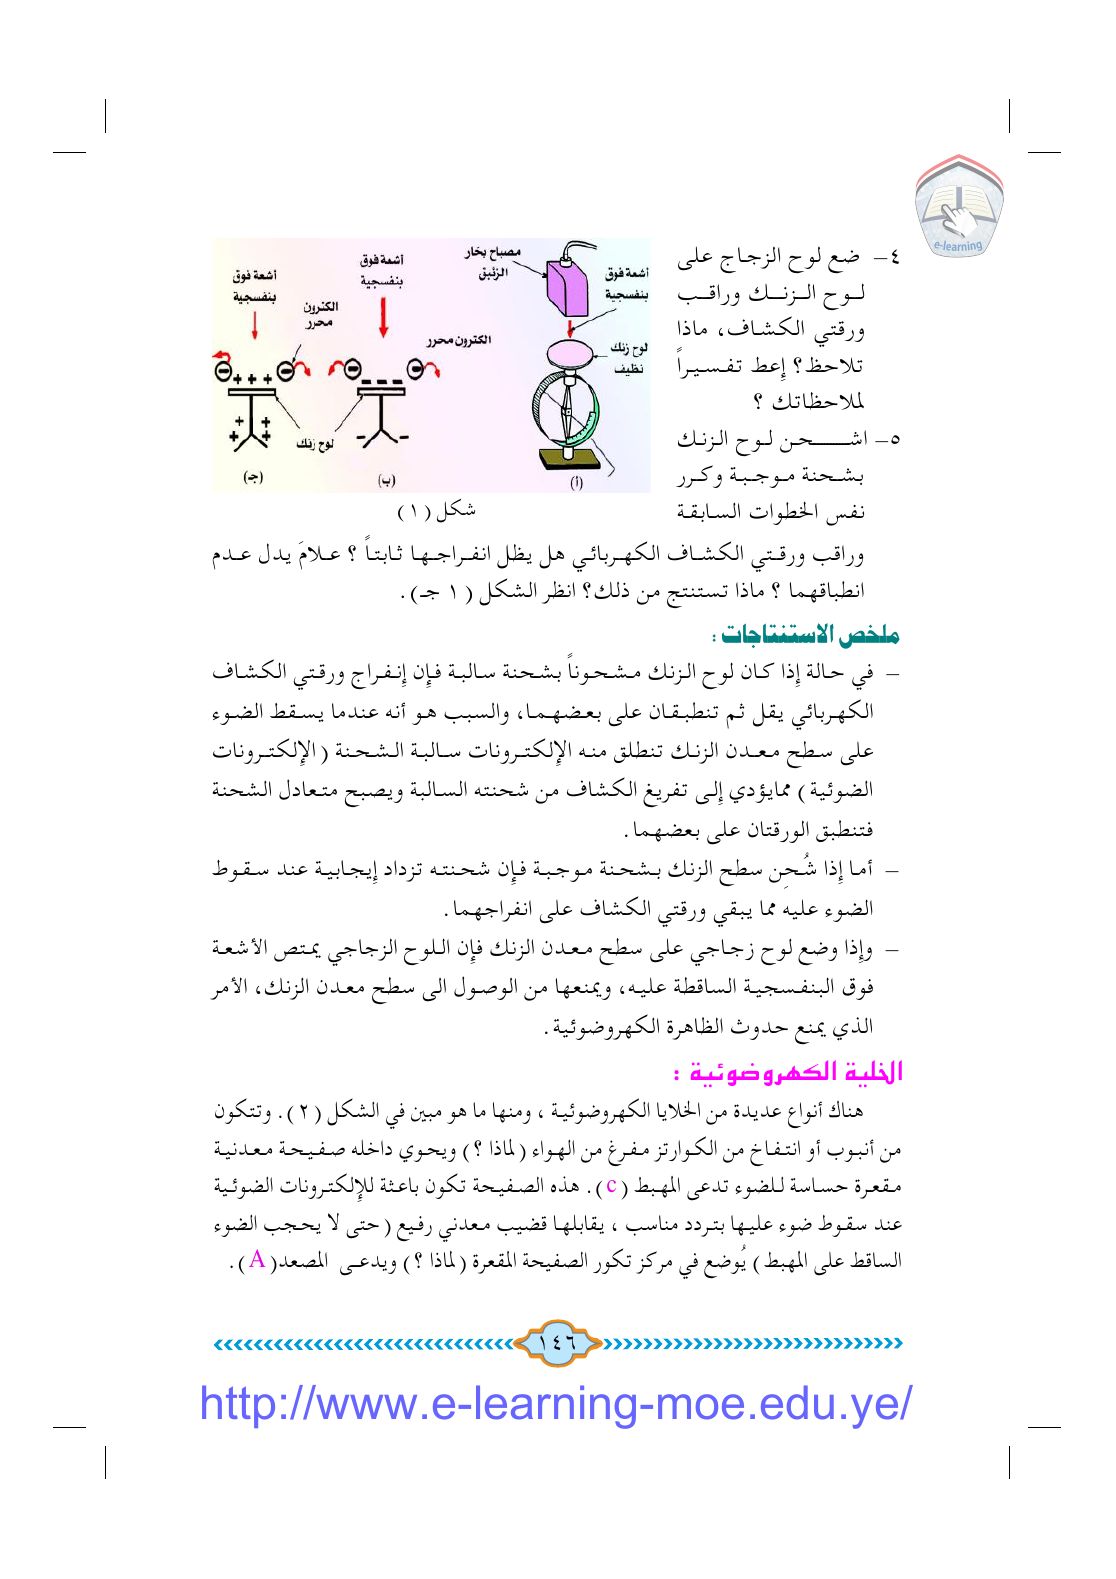 e-learning
٤– ضع لوح الزجاج على
لوح الزنك وراقب
ورقتي الكشاف، ماذا
تلاحظ؟ إعط تفسيراً
لملاحظاتك ؟
٥– اشحن لوح الزنك
بشحنة موجبة وكرر
نفس الخطوات السابقة
مصباح بخار
الزئبق
أشعة فوق
بنفسجية
لوح زنك
نظيف
(أ)
أشعة فوق
بنفسجية
الكترون محرر
(ب)
أشعة فوق
بنفسجية
الكترون
محرر
لوح زنك
(جـ)
شكل (١)
وراقب ورقتي الكشاف الكهربائي هل يظل انفراجها ثابتاً ؟ علامَ يدل عدم
انطباقهما ؟ ماذا تستنتج من ذلك؟ انظر الشكل (١ جـ).
ملخص الاستنتاجات :
– في حالة إذا كان لوح الزنك مشحوناً بشحنة سالبة فإن إنفراج ورقتي الكشاف
الكهربائي يقل ثم تنطبقان على بعضهما، والسبب هو أنه عندما يسقط الضوء
على سطح معدن الزنك تنطلق منه الإلكترونات سالبة الشحنة (الإلكترونات
الضوئية) ممايؤدي إلى تفريغ الكشاف من شحنته السالبة ويصبح متعادل الشحنة
فتنطبق الورقتان على بعضهما.
– أما إذا شُحِن سطح الزنك بشحنة موجبة فإن شحنته تزداد إيجابية عند سقوط
الضوء عليه مما يبقي ورقتي الكشاف على انفراجهما.
– وإذا وضع لوح زجاجي على سطح معدن الزنك فإن اللوح الزجاجي يمتص الأشعة
فوق البنفسجية الساقطة عليه، ويمنعها من الوصول الى سطح معدن الزنك، الأمر
الذي يمنع حدوث الظاهرة الكهروضوئية.
الخلية الكهروضوئية :
هناك أنواع عديدة من الخلايا الكهروضوئية ، ومنها ما هو مبين في الشكل (٢). وتتكون
من أنبوب أو انتفاخ من الكوارتز مفرغ من الهواء (لماذا ؟) ويحوي داخله صفيحة معدنية
مقعرة حساسة للضوء تدعى المهبط (c). هذه الصفيحة تكون باعثة للإلكترونات الضوئية
عند سقوط ضوء عليها بتردد مناسب ، يقابلها قضيب معدني رفيع (حتى لا يحجب الضوء
الساقط على المهبط) يُوضع في مركز تكور الصفيحة المقعرة (لماذا ؟) ويدعى المصعد(A).
١٤٦
http://www.e-learning-moe.edu.ye/